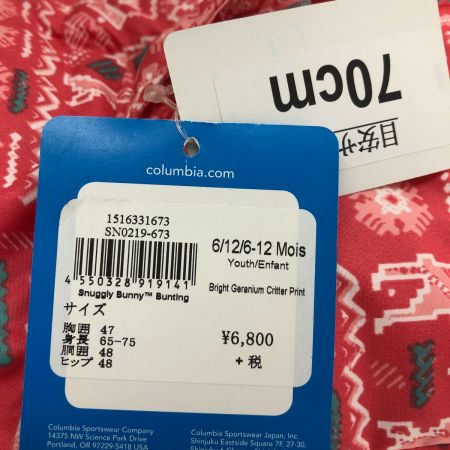 70cm
目安サ
columbia.com
1516331673
SN0219-673
6/12/6-12 Mois
Youth/Enfant
4 550328 919141
Snuggly Bunny™ Bunting
Bright Geranium Critter Print
サイズ
胸囲 47
身長 65-75
胴囲 48
ヒップ 48
¥6,800
+ 税
Columbia Sportswear Company
14375 NW Science Park Drive
Portland, OR 97229-5418 USA
Columbia Sportswear Japan, Inc.
Shinjuku Eastside Square 7F, 27-30,